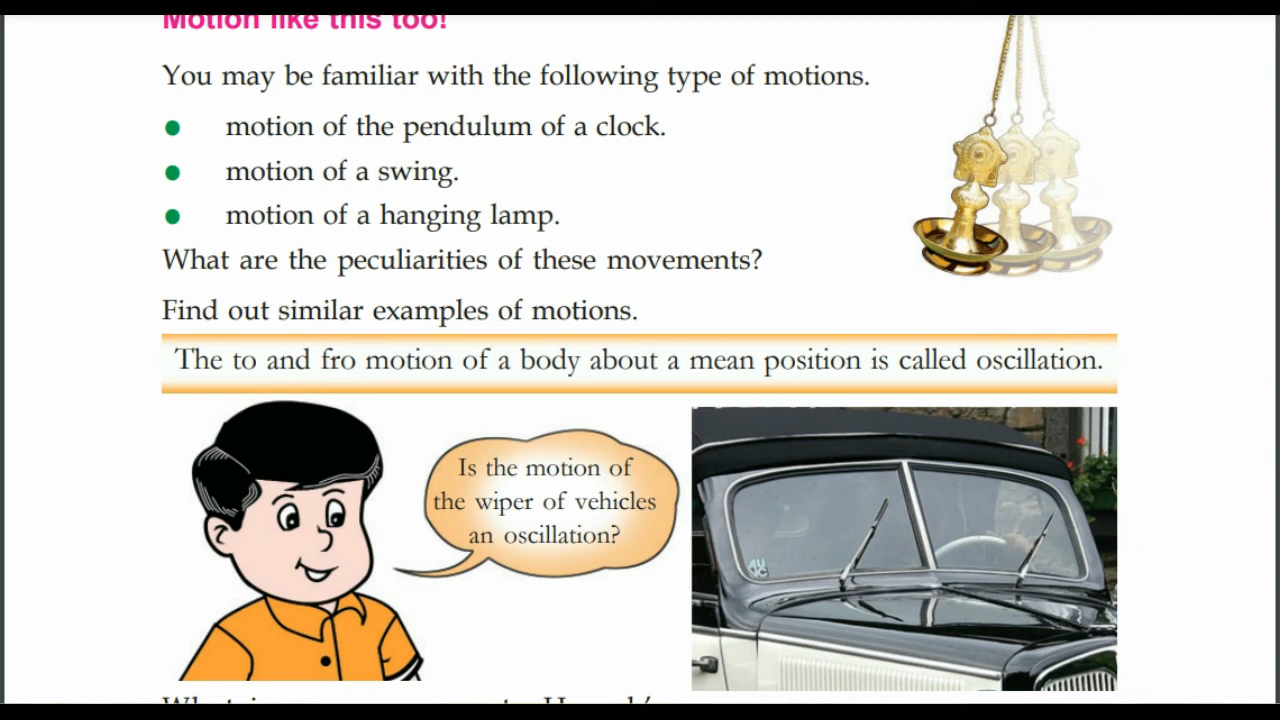 Motion like this too!
You may be familiar with the following type of motions.
● motion of the pendulum of a clock.
● motion of a swing.
● motion of a hanging lamp.
What are the peculiarities of these movements?
Find out similar examples of motions.
The to and fro motion of a body about a mean position is called oscillation.
Is the motion of
the wiper of vehicles
an oscillation?